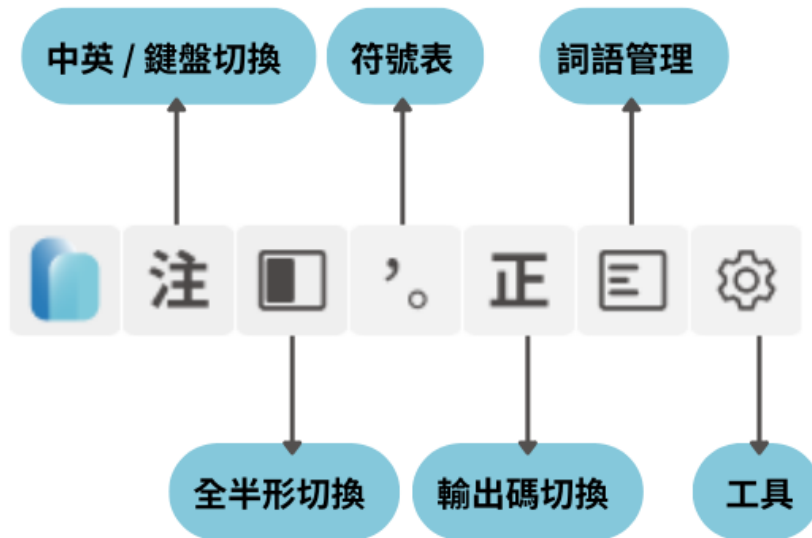 中英 / 鍵盤切換
符號表
詞語管理
注
，。
正
全半形切換
輸出碼切換
工具